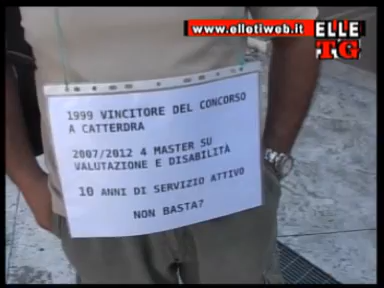 www.elletiweb.it
ELLE
TG
1999 VINCITORE DEL CONCORSO
A CATTERDRA
2007/2012 4 MASTER SU
VALUTAZIONE E DISABILITÀ
10 ANNI DI SERVIZIO ATTIVO
NON BASTA?